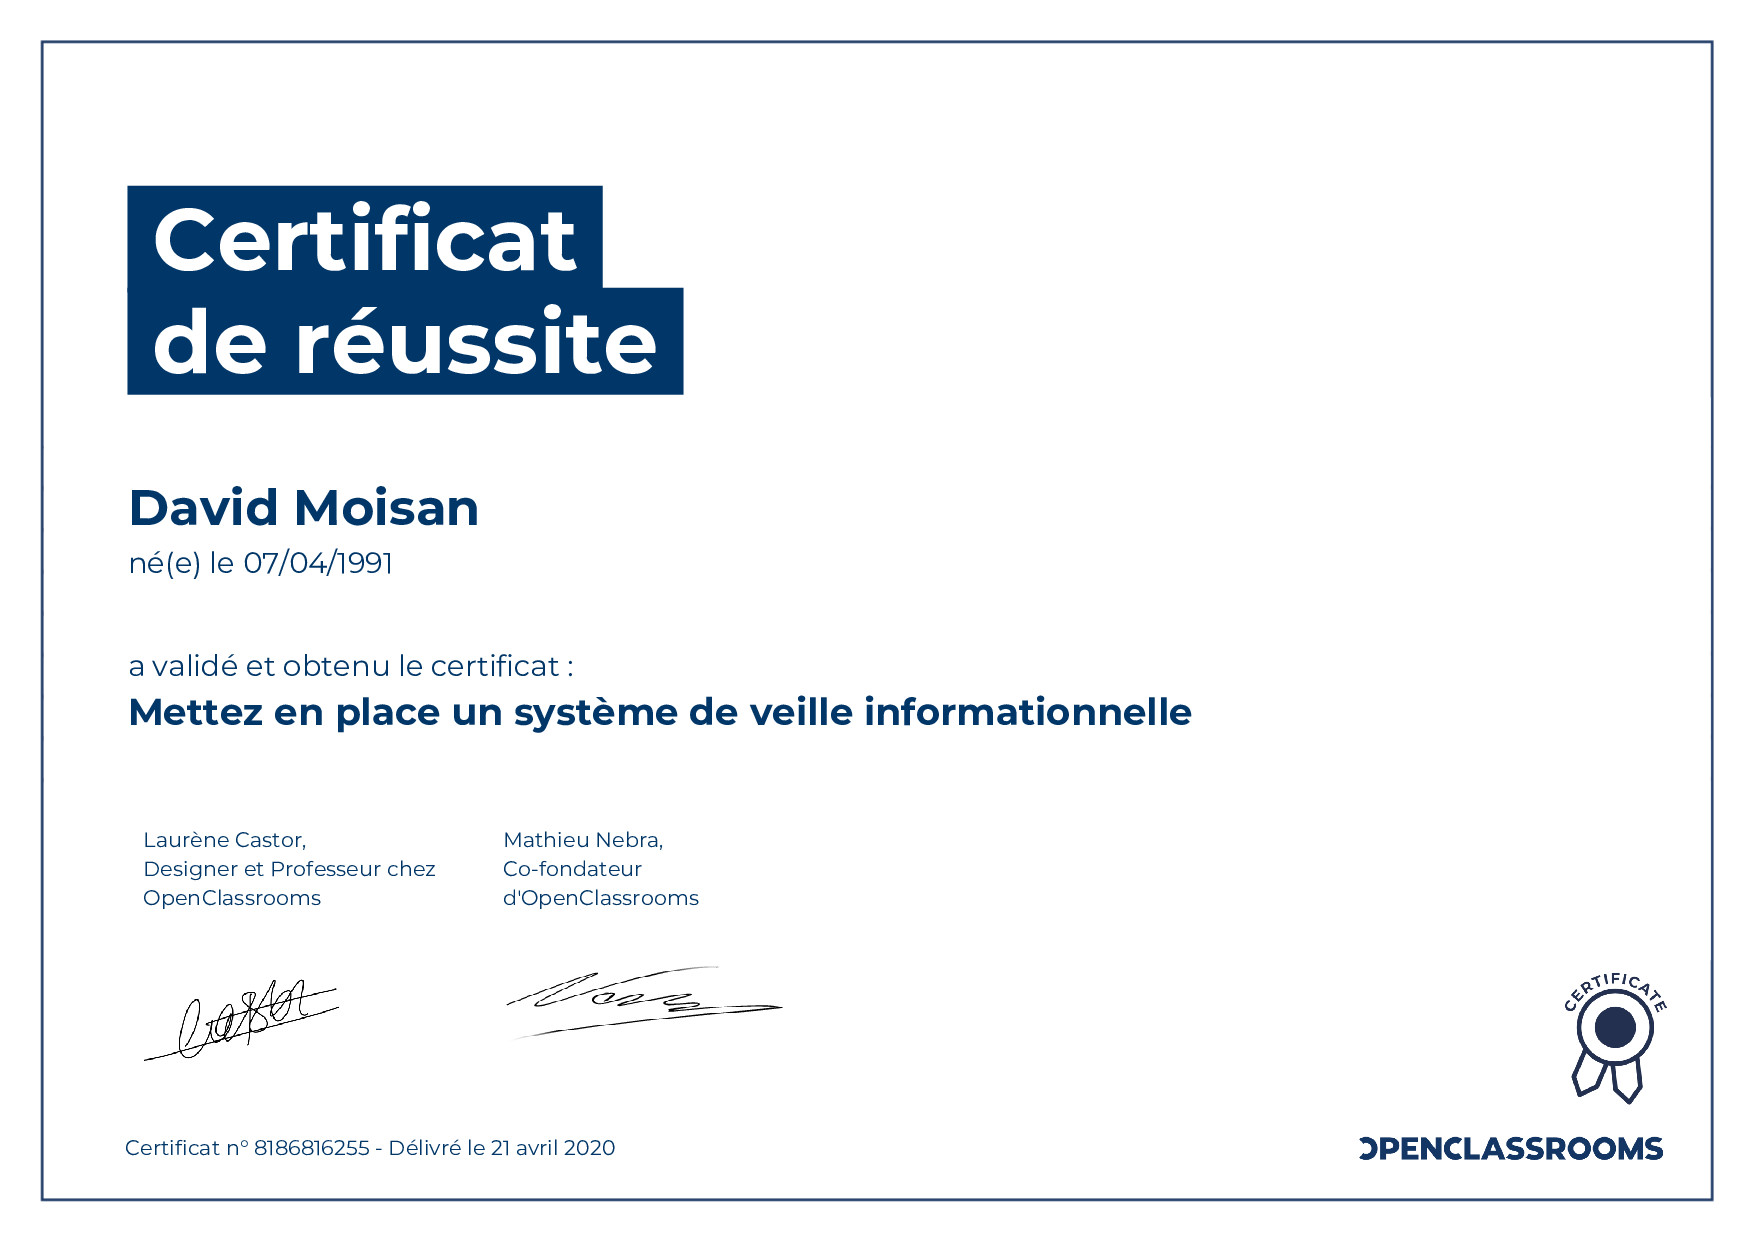 Certificat
de réussite
David Moisan
né(e) le 07/04/1991
a validé et obtenu le certificat :
Mettez en place un système de veille informationnelle
Laurène Castor,
Designer et Professeur chez
OpenClassrooms
Mathieu Nebra,
Co-fondateur
d'OpenClassrooms
CERTIFICATE
Certificat n° 8186816255 - Délivré le 21 avril 2020
OPENCLASSROOMS